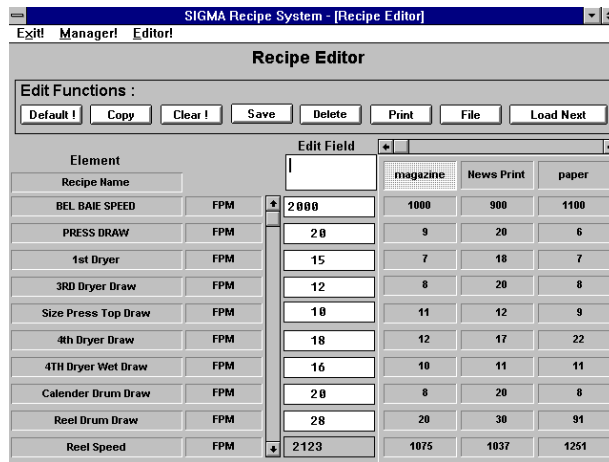 SIGMA Recipe System - [Recipe Editor]
Exit! Manager! Editor!
Recipe Editor
Edit Functions :
Default ! Copy Clear ! Save Delete Print File Load Next
Edit Field
Element
Recipe Name magazine News Print paper
BEL BAIE SPEED FPM 2000 1000 900 1100
PRESS DRAW FPM 20 9 20 6
1st Dryer FPM 15 7 18 7
3RD Dryer Draw FPM 12 8 20 8
Size Press Top Draw FPM 10 11 12 9
4th Dryer Draw FPM 18 12 17 22
4TH Dryer Wet Draw FPM 16 10 11 11
Calender Drum Draw FPM 20 8 20 8
Reel Drum Draw FPM 28 20 30 91
Reel Speed FPM 2123 1075 1037 1251